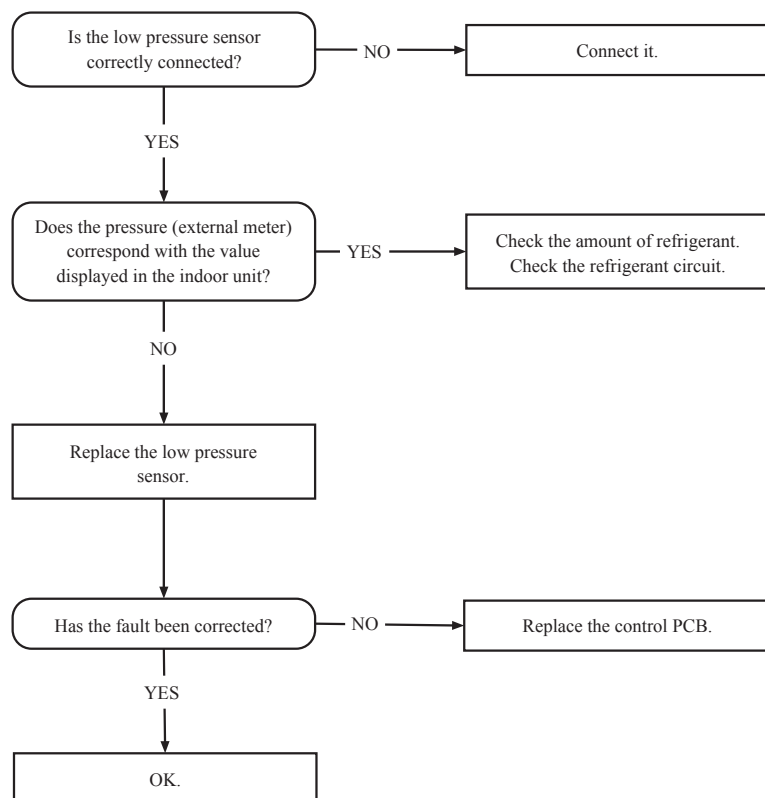 Is the low pressure sensor
correctly connected?
NO
Connect it.
YES
Does the pressure (external meter)
correspond with the value
displayed in the indoor unit?
YES
Check the amount of refrigerant.
Check the refrigerant circuit.
NO
Replace the low pressure
sensor.
Has the fault been corrected?
NO
Replace the control PCB.
YES
OK.